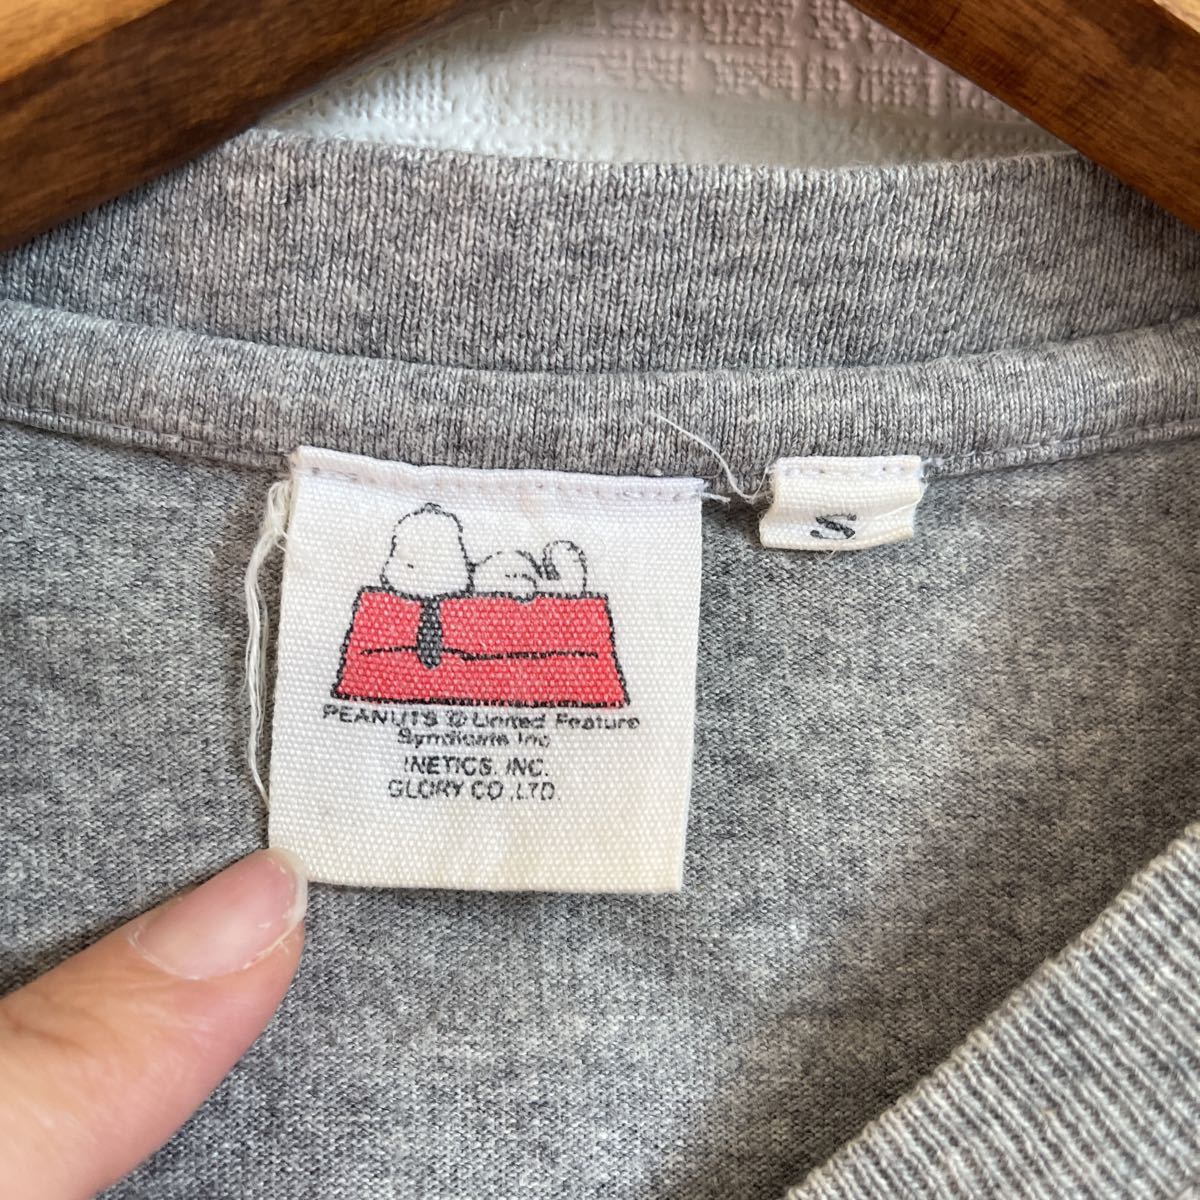 PEANUTS © United Feature
Syndicate Inc
INETICS, INC.
GLORY CO.,LTD.
S